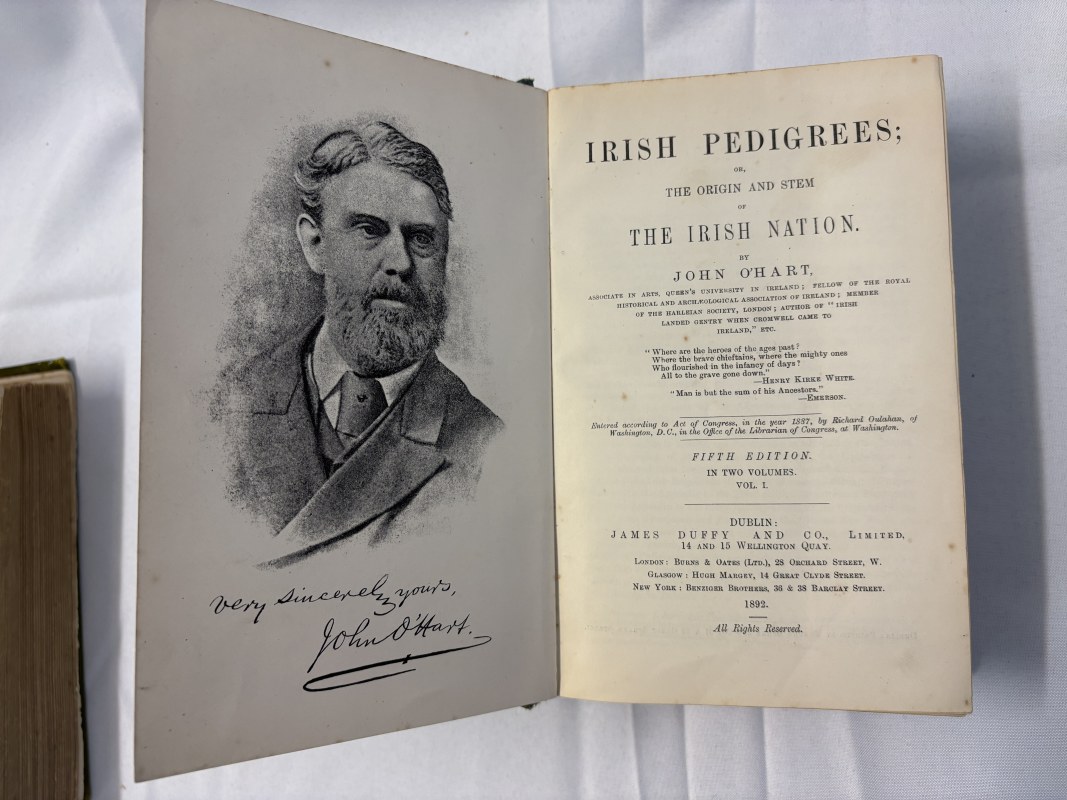 very sincerely yours,
John O'Hart.
IRISH PEDIGREES;
OR,
THE ORIGIN AND STEM
OF
THE IRISH NATION.
BY
JOHN O'HART,
ASSOCIATE IN ARTS, QUEEN'S UNIVERSITY IN IRELAND; FELLOW OF THE ROYAL
HISTORICAL AND ARCHÆOLOGICAL ASSOCIATION OF IRELAND; MEMBER
OF THE HARLEIAN SOCIETY, LONDON; AUTHOR OF "IRISH
LANDED GENTRY WHEN CROMWELL CAME TO
IRELAND," ETC.
"Where are the heroes of the ages past?
Where the brave chieftains, where the mighty ones
Who flourished in the infancy of days?
All to the grave gone down."
—HENRY KIRKE WHITE.
"Man is but the sum of his Ancestors."
—EMERSON.
Entered according to Act of Congress, in the year 1887, by Richard Oulahan, of
Washington, D.C., in the Office of the Librarian of Congress, at Washington.
FIFTH EDITION.
IN TWO VOLUMES.
VOL. I.
DUBLIN:
JAMES DUFFY AND CO., LIMITED,
14 AND 15 WELLINGTON QUAY.
LONDON: BURNS & OATES (LTD.), 28 ORCHARD STREET, W.
GLASGOW: HUGH MARGEY, 14 GREAT CLYDE STREET.
NEW YORK: BENZIGER BROTHERS, 36 & 38 BARCLAY STREET.
1892.
All Rights Reserved.